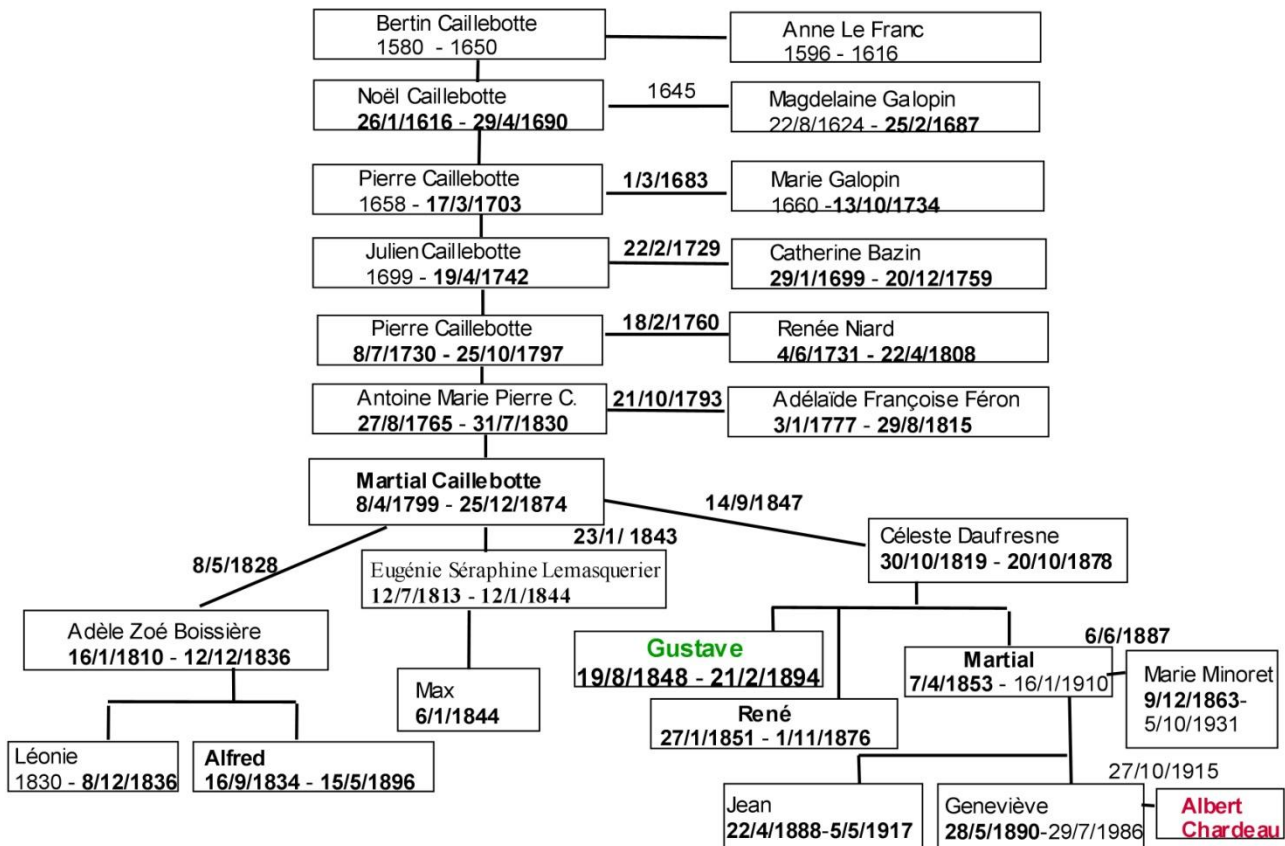 Bertin Caillebotte
1580 - 1650
Anne Le Franc
1596 - 1616
Noël Caillebotte
26/1/1616 - 29/4/1690
1645
Magdelaine Galopin
22/8/1624 - 25/2/1687
Pierre Caillebotte
1658 - 17/3/1703
1/3/1683
Marie Galopin
1660 -13/10/1734
Julien Caillebotte
1699 - 19/4/1742
22/2/1729
Catherine Bazin
29/1/1699 - 20/12/1759
Pierre Caillebotte
8/7/1730 - 25/10/1797
18/2/1760
Renée Niard
4/6/1731 - 22/4/1808
Antoine Marie Pierre C.
27/8/1765 - 31/7/1830
21/10/1793
Adélaïde Françoise Féron
3/1/1777 - 29/8/1815
Martial Caillebotte
8/4/1799 - 25/12/1874
8/5/1828
23/1/ 1843
14/9/1847
Adèle Zoé Boissière
16/1/1810 - 12/12/1836
Eugénie Séraphine Lemasquerier
12/7/1813 - 12/1/1844
Céleste Daufresne
30/10/1819 - 20/10/1878
Léonie
1830 - 8/12/1836
Alfred
16/9/1834 - 15/5/1896
Max
6/1/1844
Gustave
19/8/1848 - 21/2/1894
René
27/1/1851 - 1/11/1876
Martial
7/4/1853 - 16/1/1910
6/6/1887
Marie Minoret
9/12/1863-
5/10/1931
Jean
22/4/1888-5/5/1917
Geneviève
28/5/1890-29/7/1986
27/10/1915
Albert
Chardeau